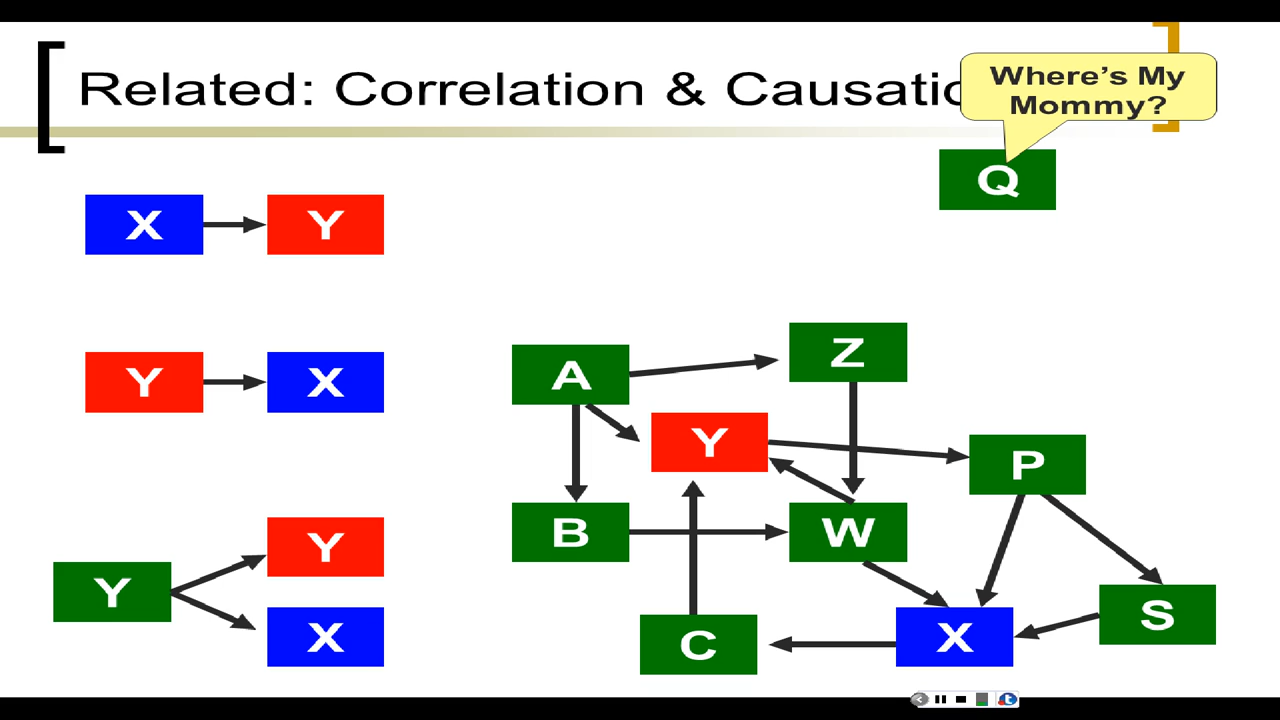 Related: Correlation & Causatio
Where's My
Mommy?
Q
X
Y
Y
X
Y
Y
X
A
Z
Y
P
B
W
C
X
S